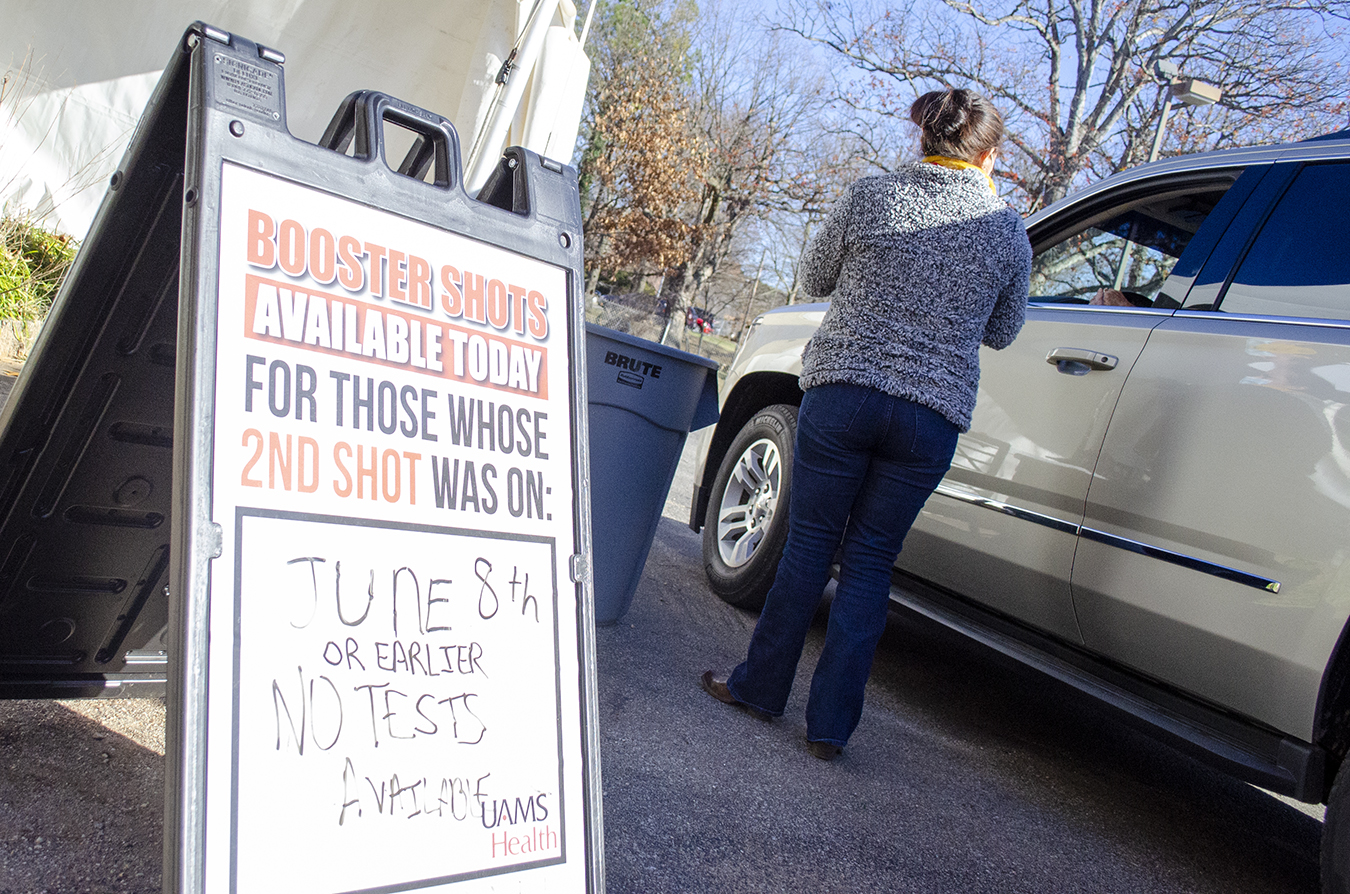 BOOSTER SHOTS
AVAILABLE TODAY
FOR THOSE WHOSE
2ND SHOT WAS ON:
JUNE 8th
OR EARLIER
NO TESTS
AVAILABLE
UAMS
Health
BRUTE
MICHELIN